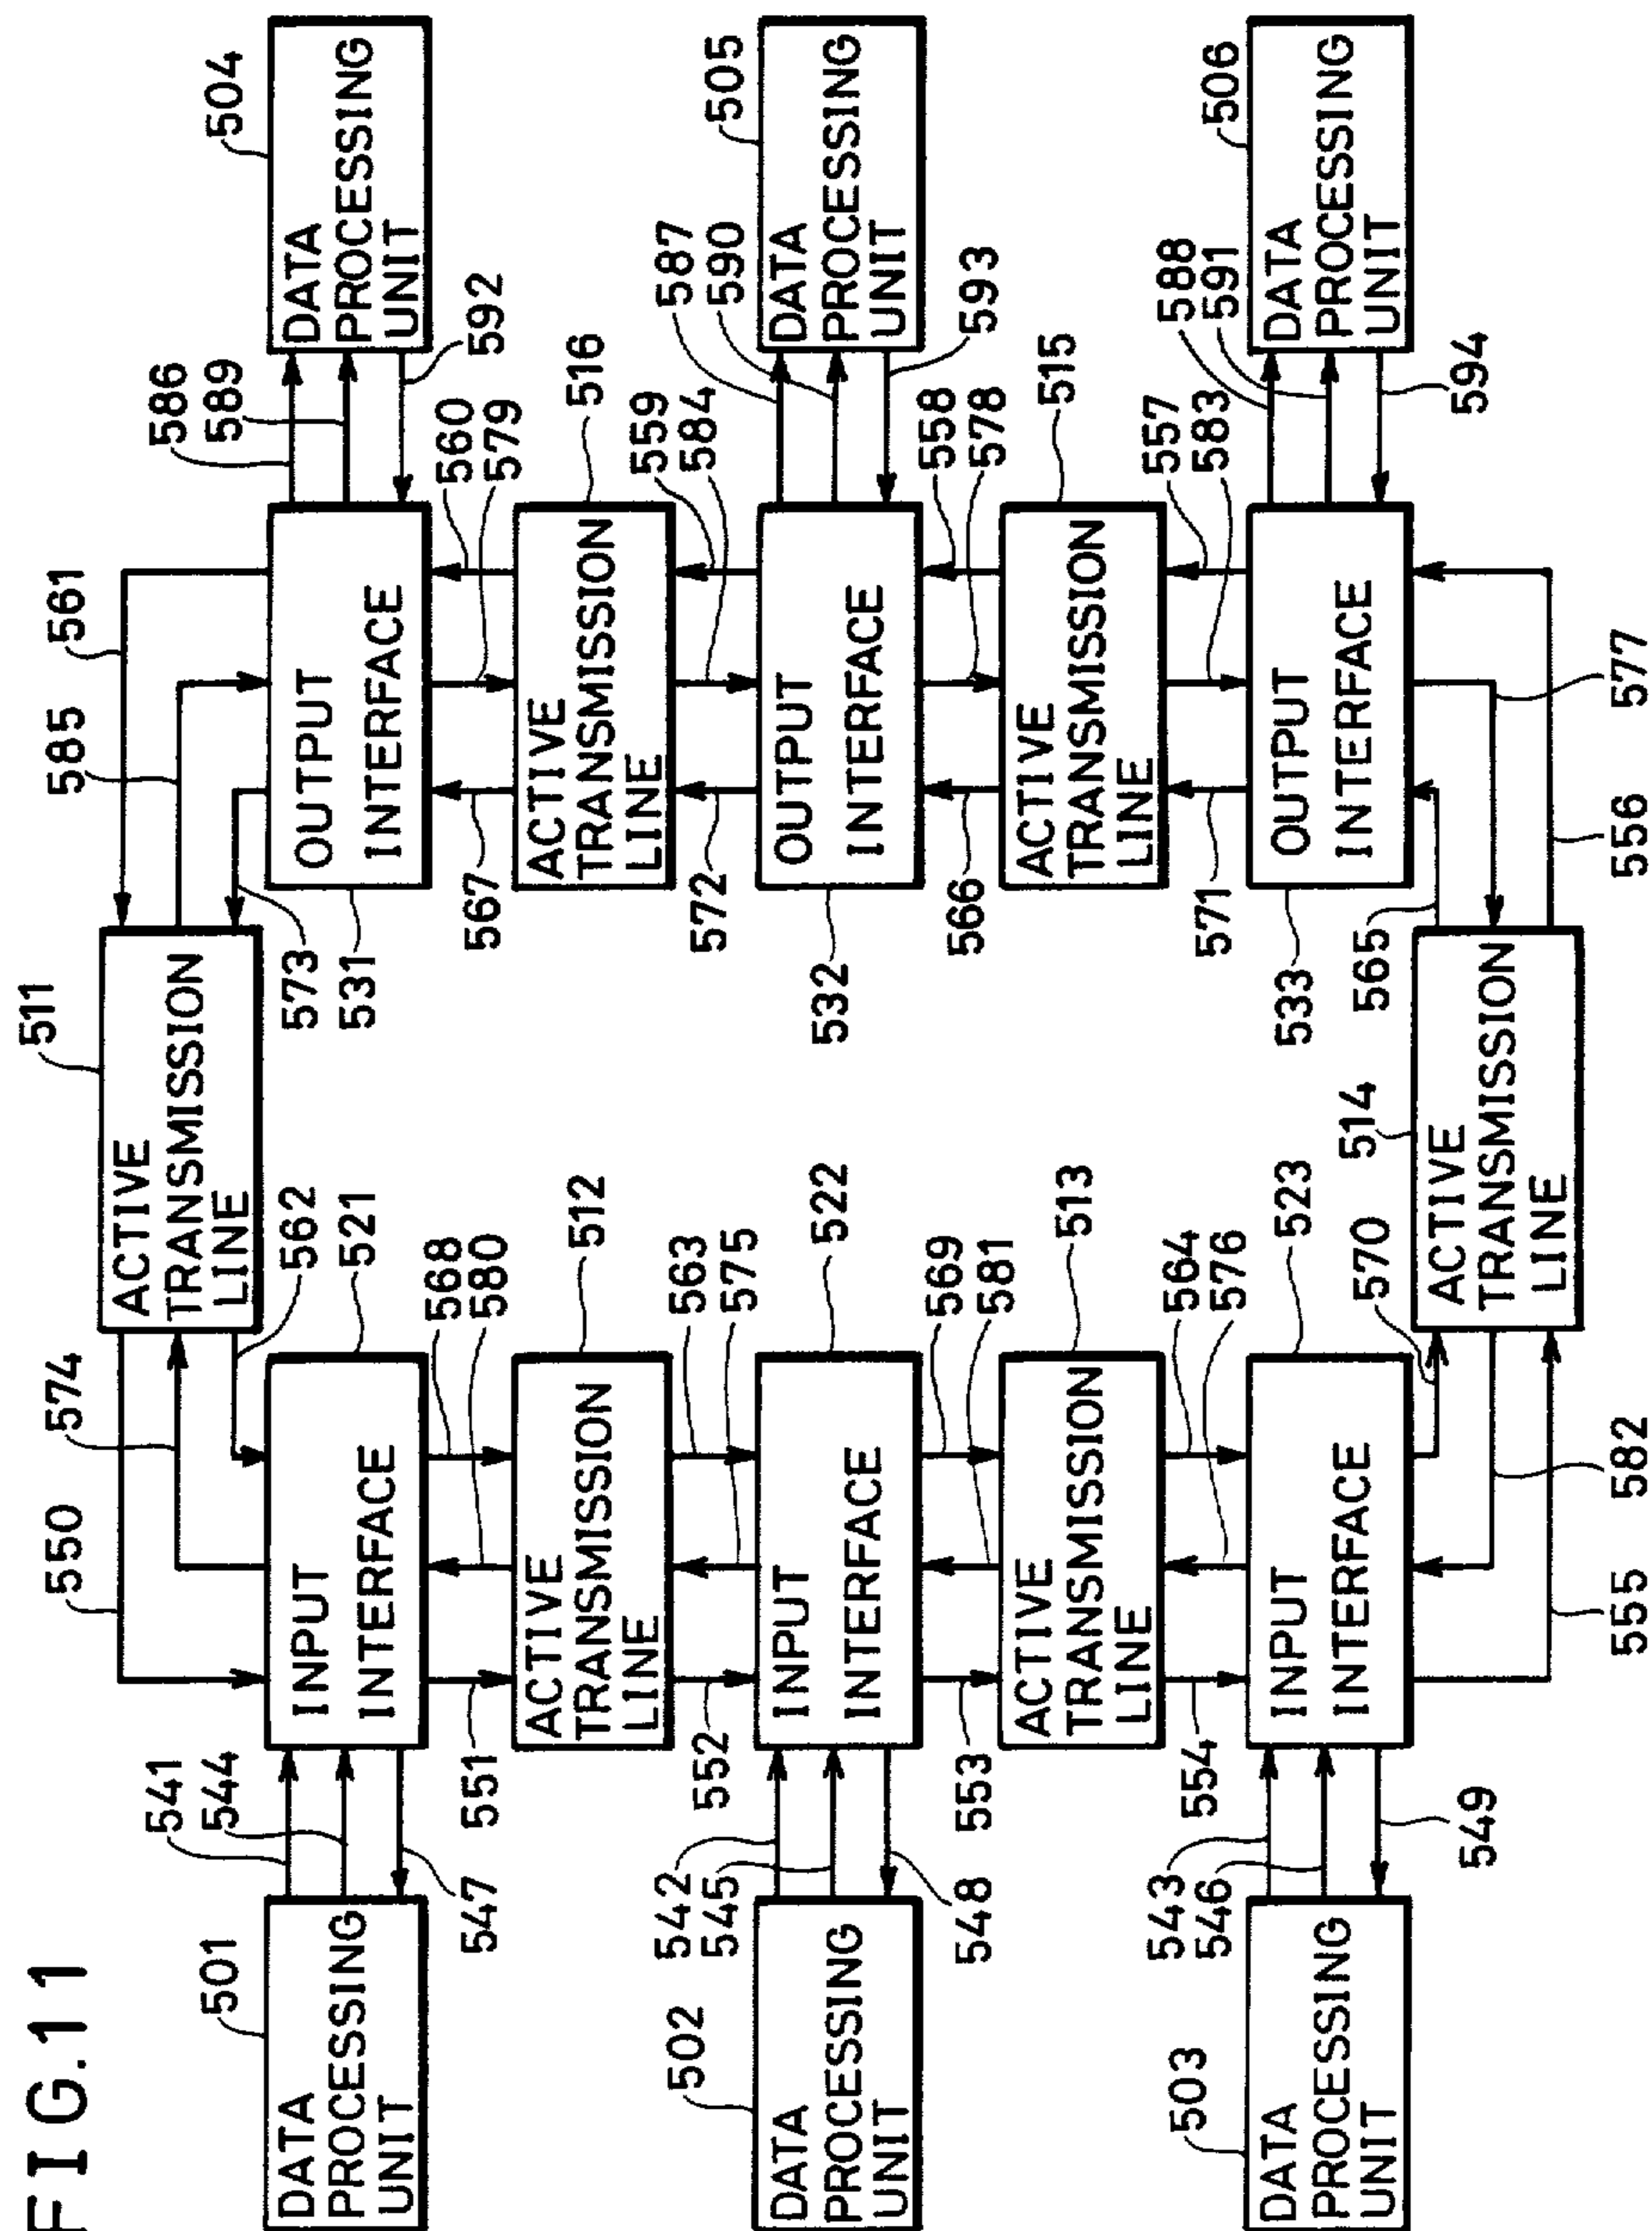 FIG.11
511
550
574
585
561
ACTIVE
TRANSMISSION
LINE
501
541
544
562
521
573
531
586
589
504
DATA
PROCESSING
UNIT
INPUT
INTERFACE
OUTPUT
INTERFACE
DATA
PROCESSING
UNIT
547
551
568
580
567
560
579
592
512
516
ACTIVE
TRANSMISSION
LINE
ACTIVE
TRANSMISSION
LINE
502
542
545
552
563
575
522
572
532
559
584
587
590
505
DATA
PROCESSING
UNIT
INPUT
INTERFACE
OUTPUT
INTERFACE
DATA
PROCESSING
UNIT
548
553
569
581
566
558
578
593
513
515
ACTIVE
TRANSMISSION
LINE
ACTIVE
TRANSMISSION
LINE
503
543
546
554
564
576
523
571
533
557
583
588
591
506
DATA
PROCESSING
UNIT
INPUT
INTERFACE
OUTPUT
INTERFACE
DATA
PROCESSING
UNIT
549
570
514
565
594
ACTIVE
TRANSMISSION
LINE
555
582
556
577